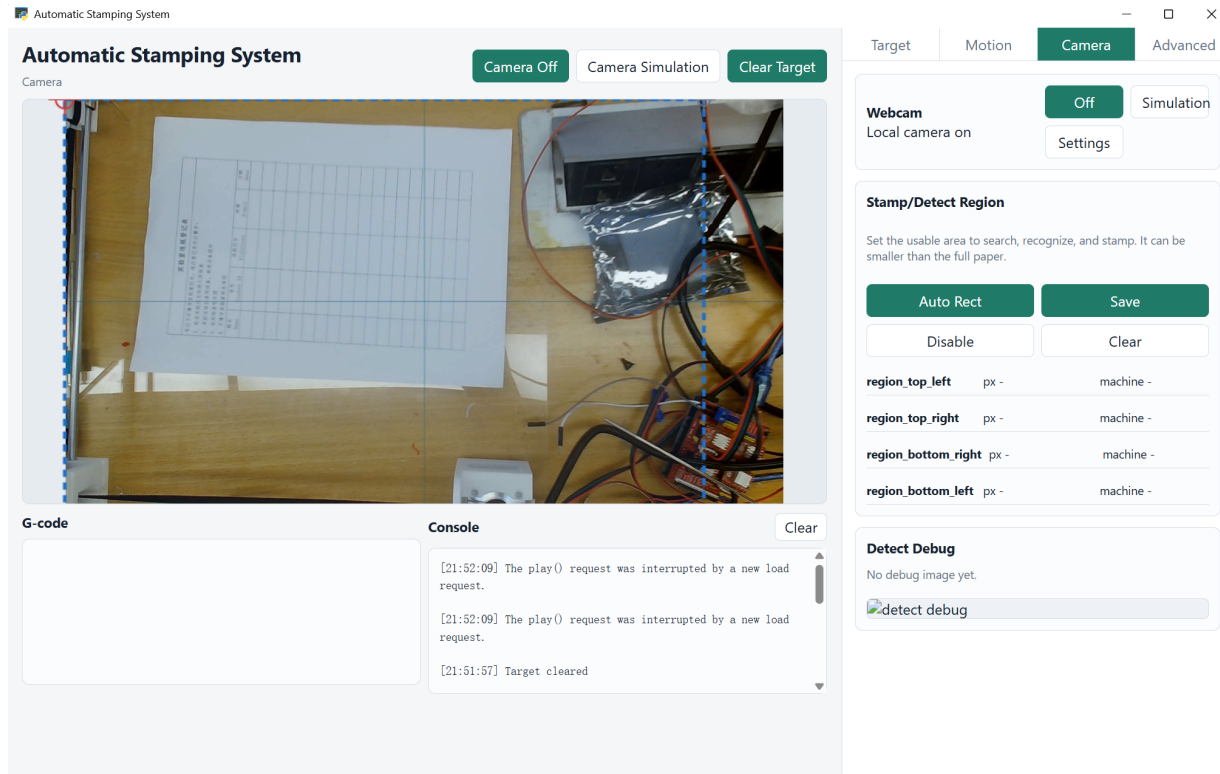 Automatic Stamping System
Automatic Stamping System
Camera
Camera Off
Camera Simulation
Clear Target
G-code
Console
Clear
[21:52:09] The play() request was interrupted by a new load
request.
[21:52:09] The play() request was interrupted by a new load
request.
[21:51:57] Target cleared
Target
Motion
Camera
Advanced
Webcam
Local camera on
Off
Simulation
Settings
Stamp/Detect Region
Set the usable area to search, recognize, and stamp. It can be
smaller than the full paper.
Auto Rect
Save
Disable
Clear
region_top_left px - machine -
region_top_right px - machine -
region_bottom_right px - machine -
region_bottom_left px - machine -
Detect Debug
No debug image yet.
detect debug